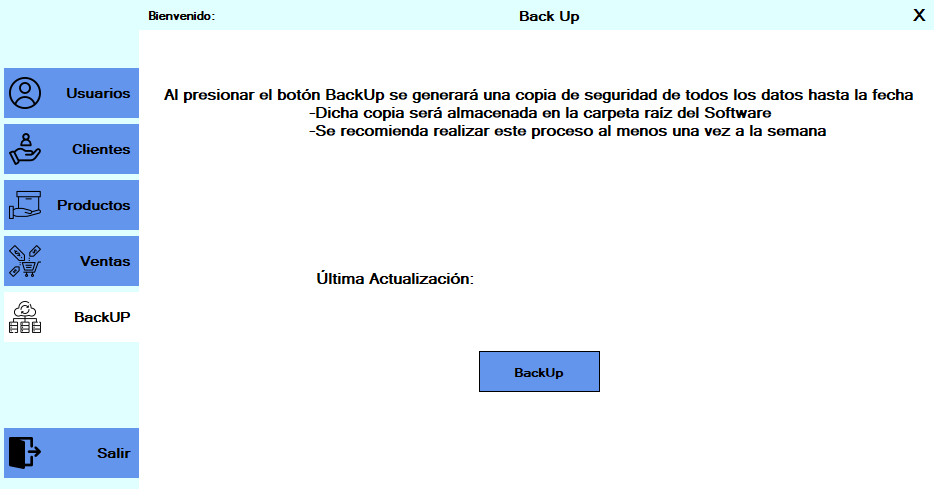 Bienvenido:
Back Up
X
Usuarios
Clientes
Productos
Ventas
BackUP
Salir
Al presionar el botón BackUp se generará una copia de seguridad de todos los datos hasta la fecha
-Dicha copia será almacenada en la carpeta raíz del Software
-Se recomienda realizar este proceso al menos una vez a la semana
Última Actualización:
BackUp